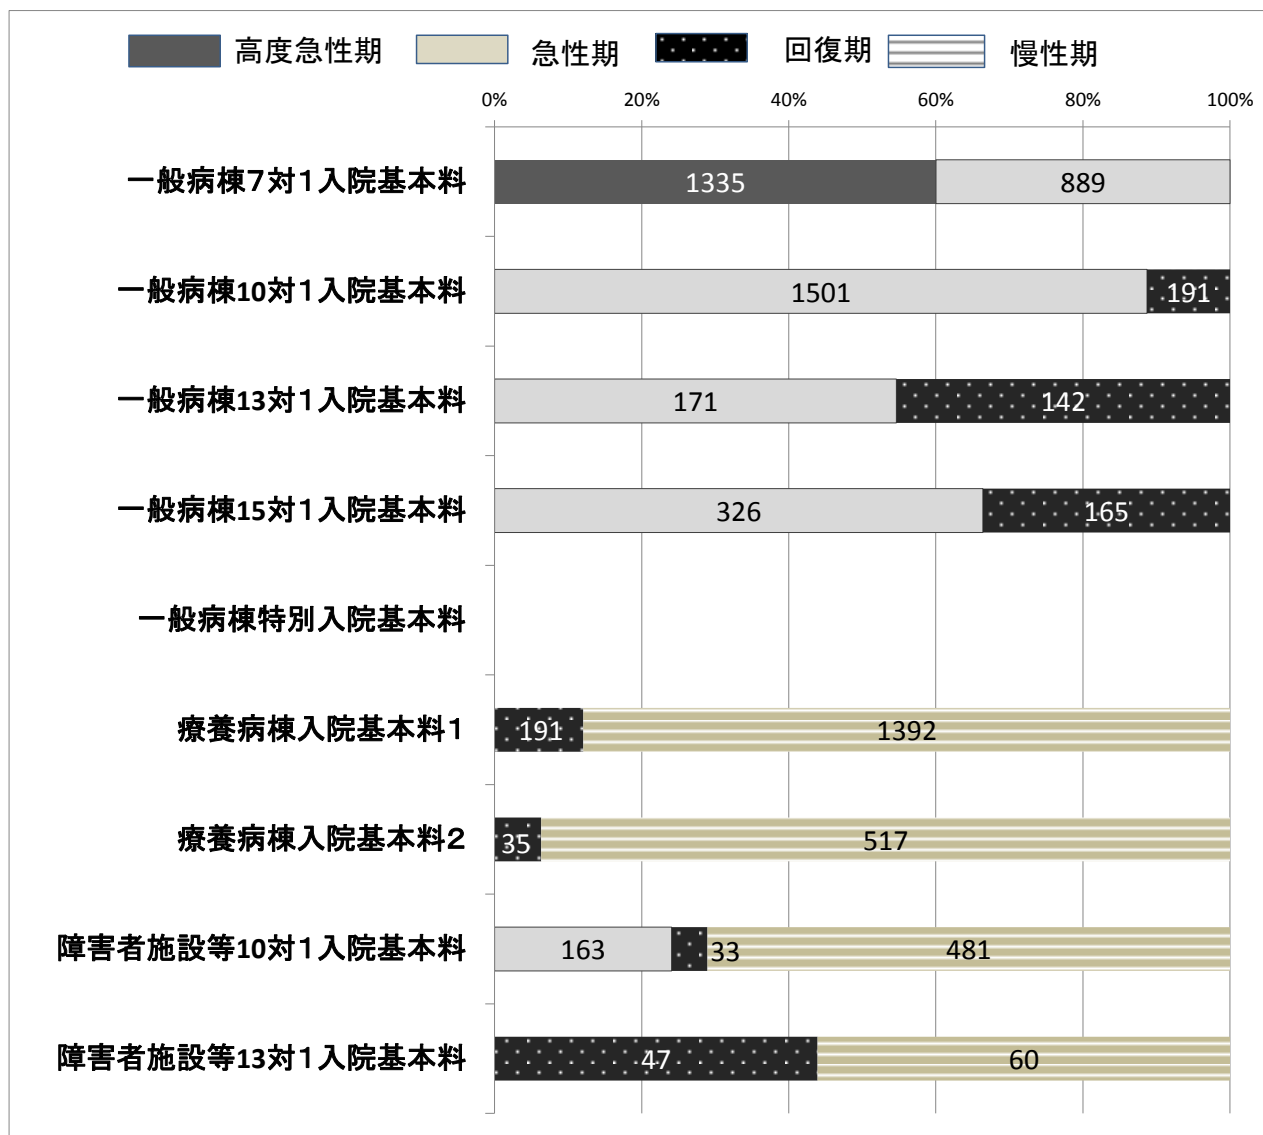 高度急性期 急性期 回復期 慢性期
0% 20% 40% 60% 80% 100%
一般病棟7対1入院基本料 1335 889
一般病棟10対1入院基本料 1501 191
一般病棟13対1入院基本料 171 142
一般病棟15対1入院基本料 326 165
一般病棟特別入院基本料
療養病棟入院基本料1 191 1392
療養病棟入院基本料2 35 517
障害者施設等10対1入院基本料 163 33 481
障害者施設等13対1入院基本料 47 60